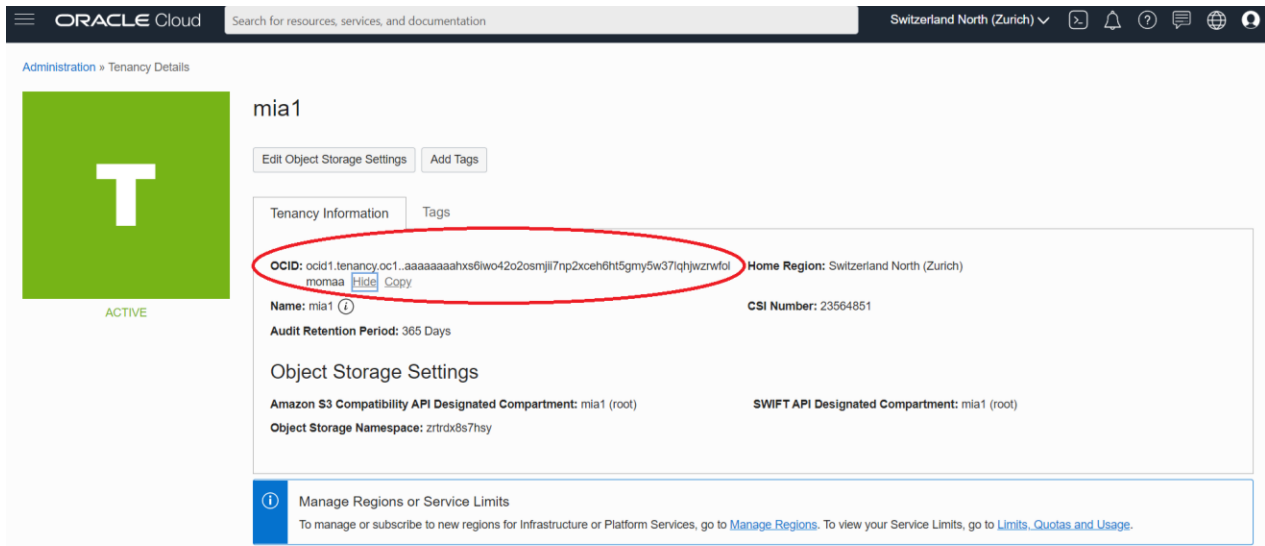 ORACLE Cloud
Search for resources, services, and documentation
Switzerland North (Zurich)
Administration » Tenancy Details
T
ACTIVE
mia1
Edit Object Storage Settings
Add Tags
Tenancy Information
Tags
OCID: ocid1.tenancy.oc1..aaaaaaaahxs6iwo42o2osmjii7np2xceh6ht5gmy5w37lqhjwzrwfol
momaa Hide Copy
Home Region: Switzerland North (Zurich)
Name: mia1
CSI Number: 23564851
Audit Retention Period: 365 Days
Object Storage Settings
Amazon S3 Compatibility API Designated Compartment: mia1 (root)
SWIFT API Designated Compartment: mia1 (root)
Object Storage Namespace: zrtrdx8s7hsy
Manage Regions or Service Limits
To manage or subscribe to new regions for Infrastructure or Platform Services, go to Manage Regions. To view your Service Limits, go to Limits, Quotas and Usage.